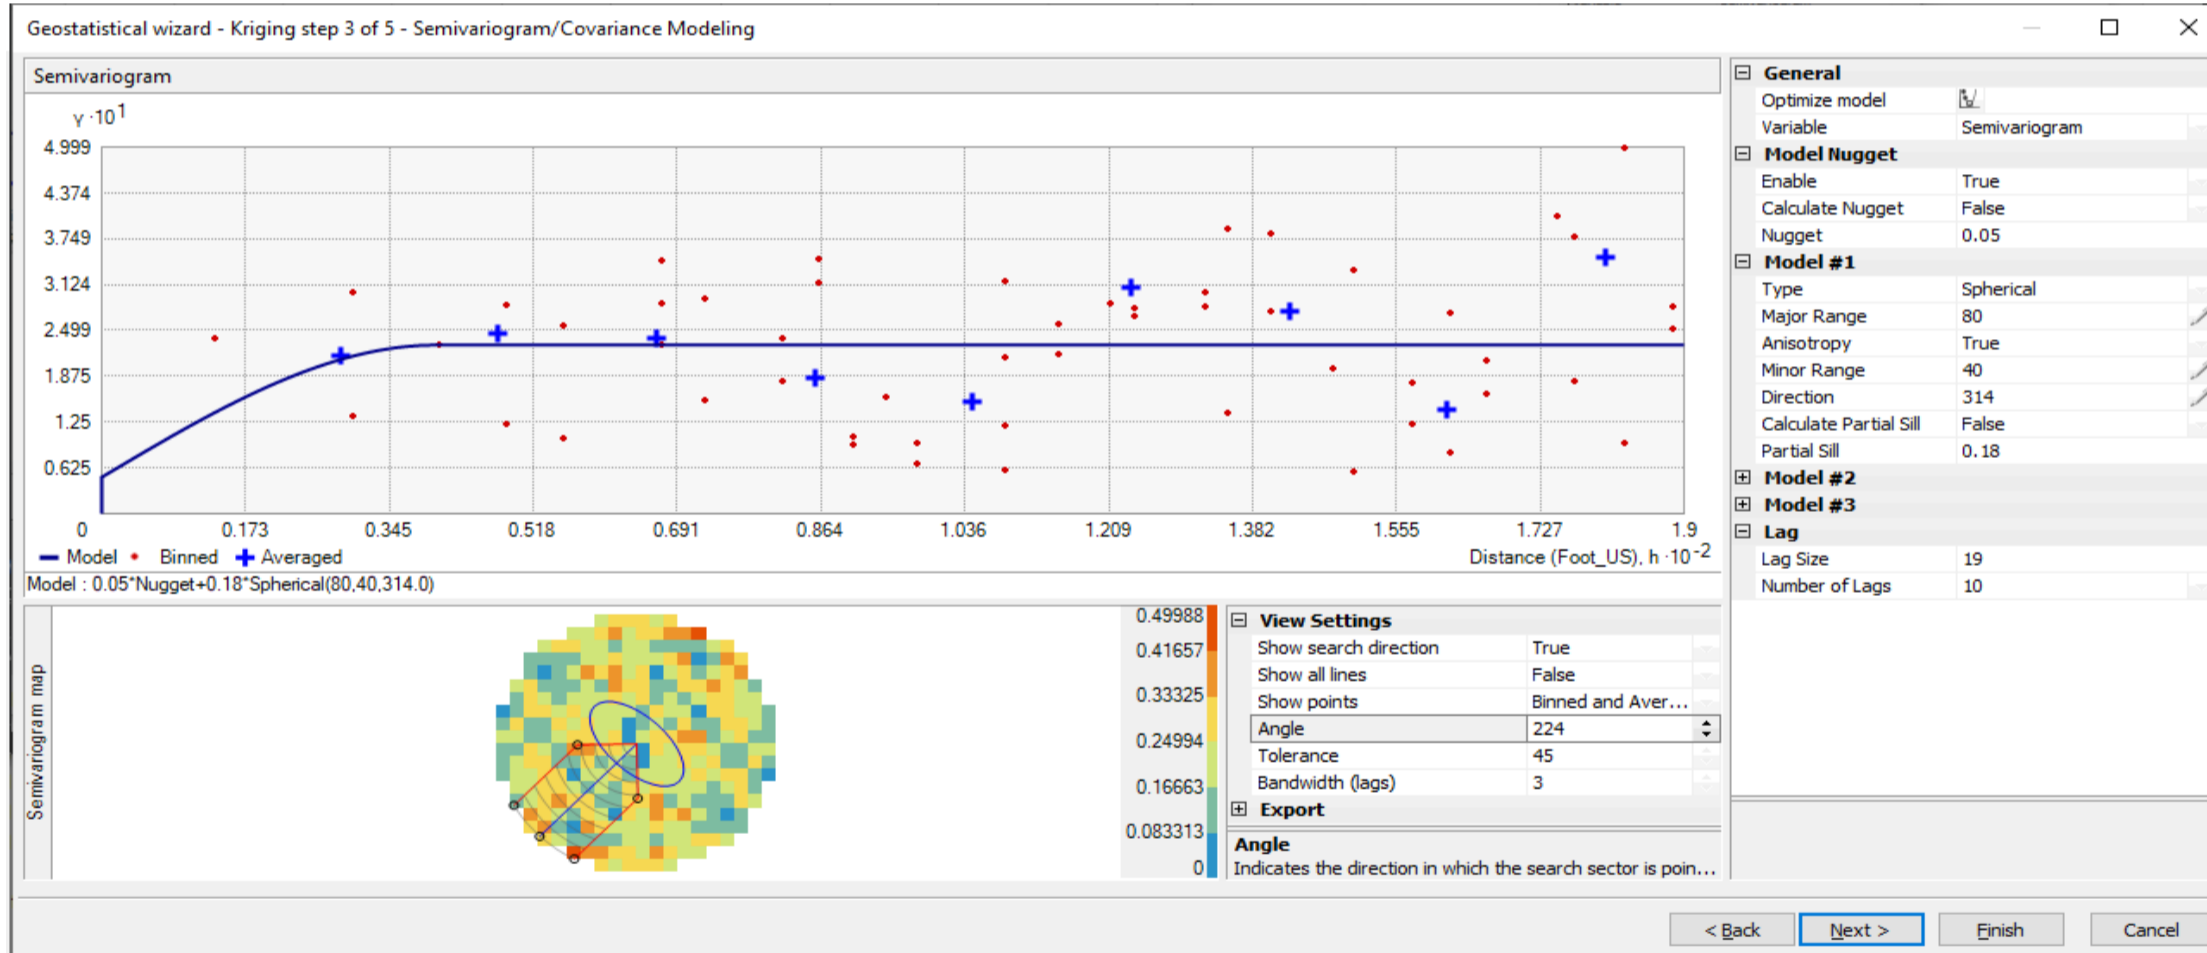 Geostatistical wizard - Kriging step 3 of 5 - Semivariogram/Covariance Modeling
Semivariogram
γ ·10¹
4.999
4.374
3.749
3.124
2.499
1.875
1.25
0.625
0 0.173 0.345 0.518 0.691 0.864 1.036 1.209 1.382 1.555 1.727 1.9
Model Binned Averaged Distance (Foot_US), h ·10⁻²
Model : 0.05*Nugget+0.18*Spherical(80,40,314.0)
General
Optimize model
Variable Semivariogram
Model Nugget
Enable True
Calculate Nugget False
Nugget 0.05
Model #1
Type Spherical
Major Range 80
Anisotropy True
Minor Range 40
Direction 314
Calculate Partial Sill False
Partial Sill 0.18
Model #2
Model #3
Lag
Lag Size 19
Number of Lags 10
Semivariogram map
0.49988
0.41657
0.33325
0.24994
0.16663
0.083313
0
View Settings
Show search direction True
Show all lines False
Show points Binned and Aver...
Angle 224
Tolerance 45
Bandwidth (lags) 3
Export
Angle
Indicates the direction in which the search sector is poin...
< Back Next > Finish Cancel